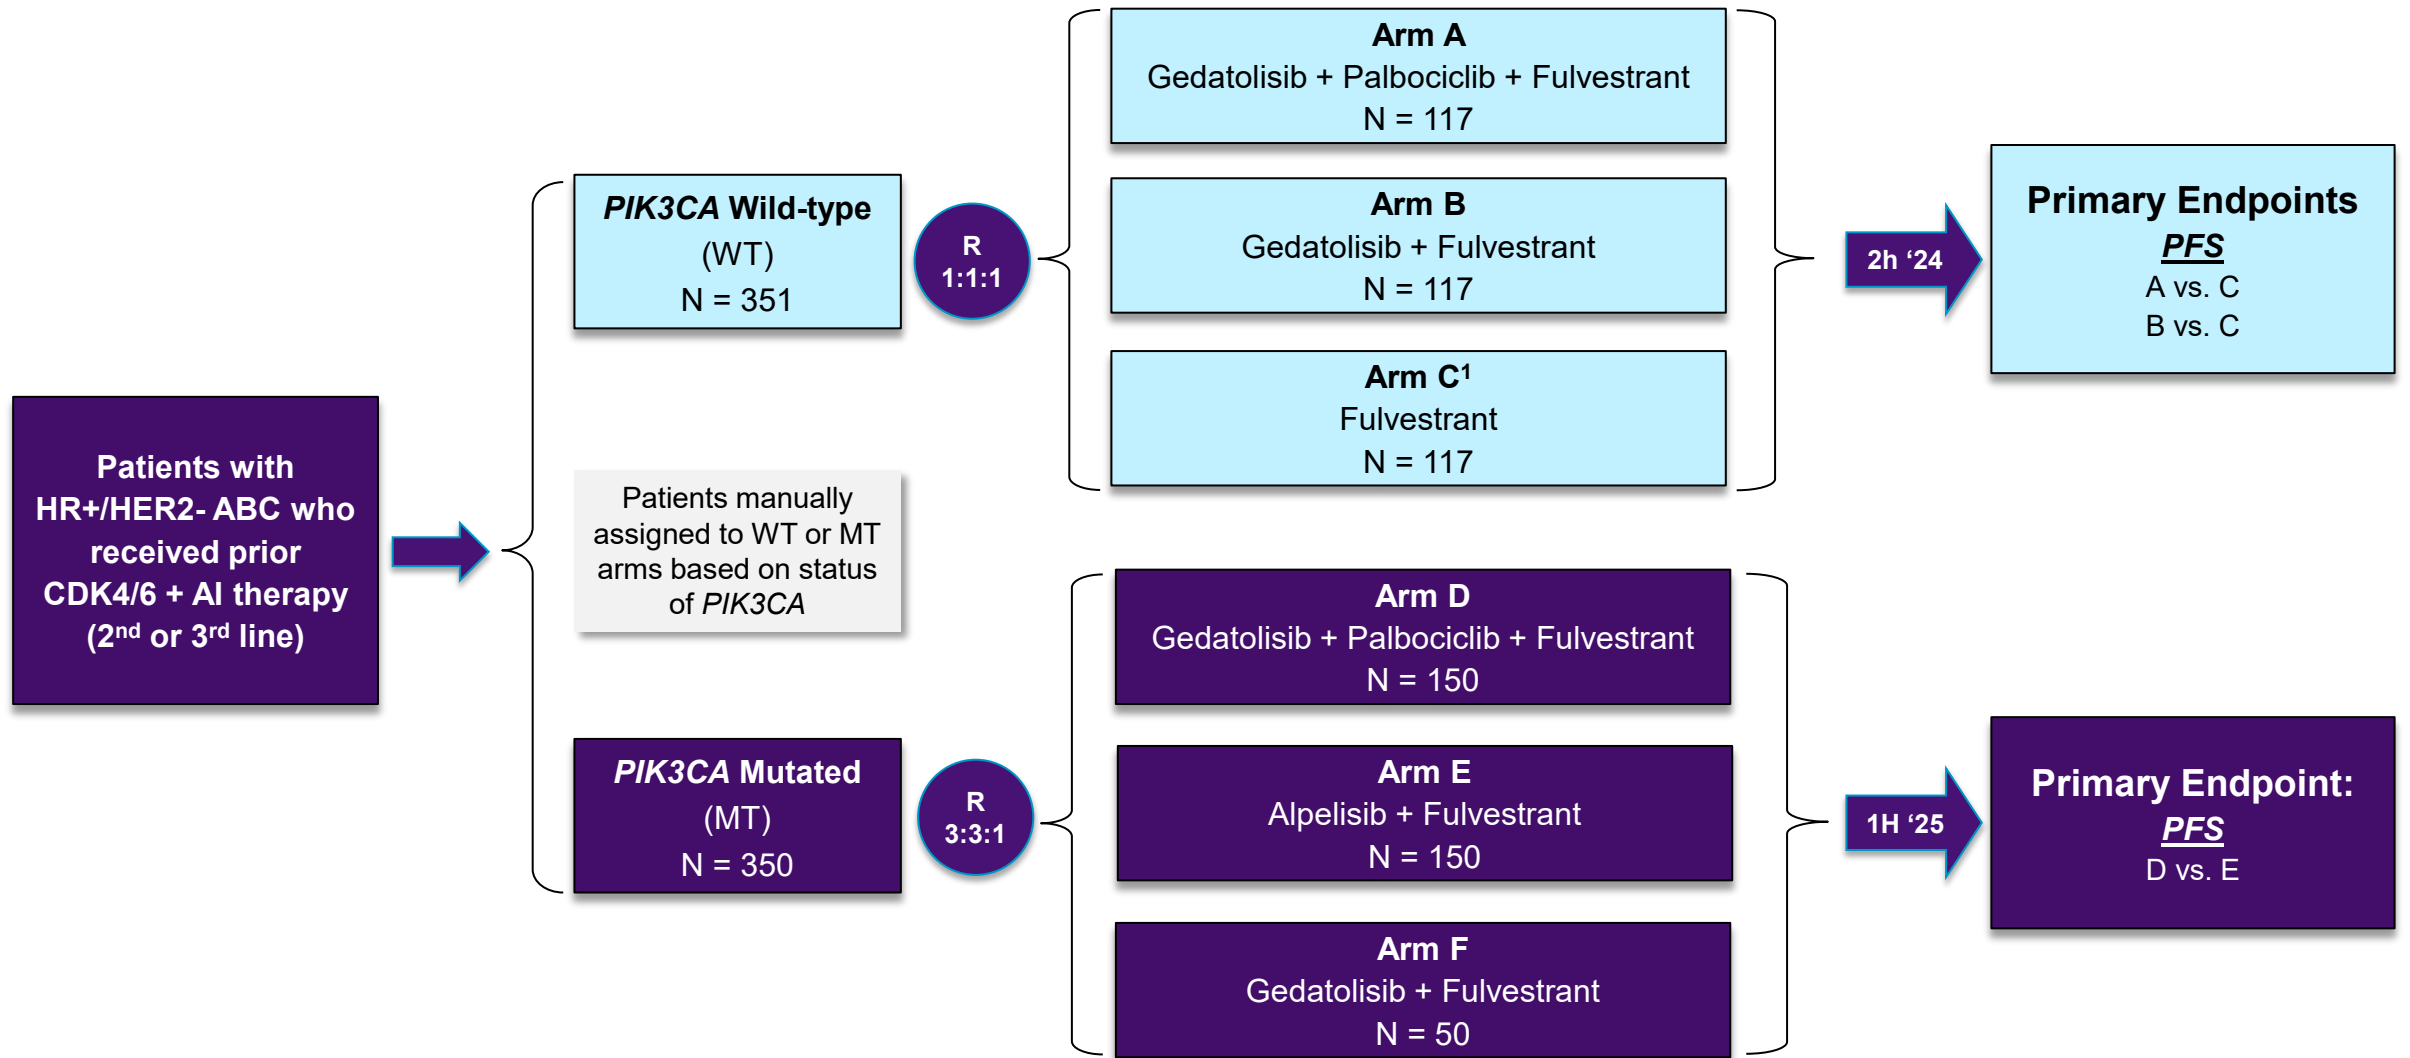 Patients with
HR+/HER2- ABC who
received prior
CDK4/6 + AI therapy
(2nd or 3rd line)
PIK3CA Wild-type
(WT)
N = 351
Patients manually
assigned to WT or MT
arms based on status
of PIK3CA
PIK3CA Mutated
(MT)
N = 350
R
1:1:1
R
3:3:1
Arm A
Gedatolisib + Palbociclib + Fulvestrant
N = 117
Arm B
Gedatolisib + Fulvestrant
N = 117
Arm C¹
Fulvestrant
N = 117
Arm D
Gedatolisib + Palbociclib + Fulvestrant
N = 150
Arm E
Alpelisib + Fulvestrant
N = 150
Arm F
Gedatolisib + Fulvestrant
N = 50
2h ‘24
Primary Endpoints
PFS
A vs. C
B vs. C
1H ‘25
Primary Endpoint:
PFS
D vs. E